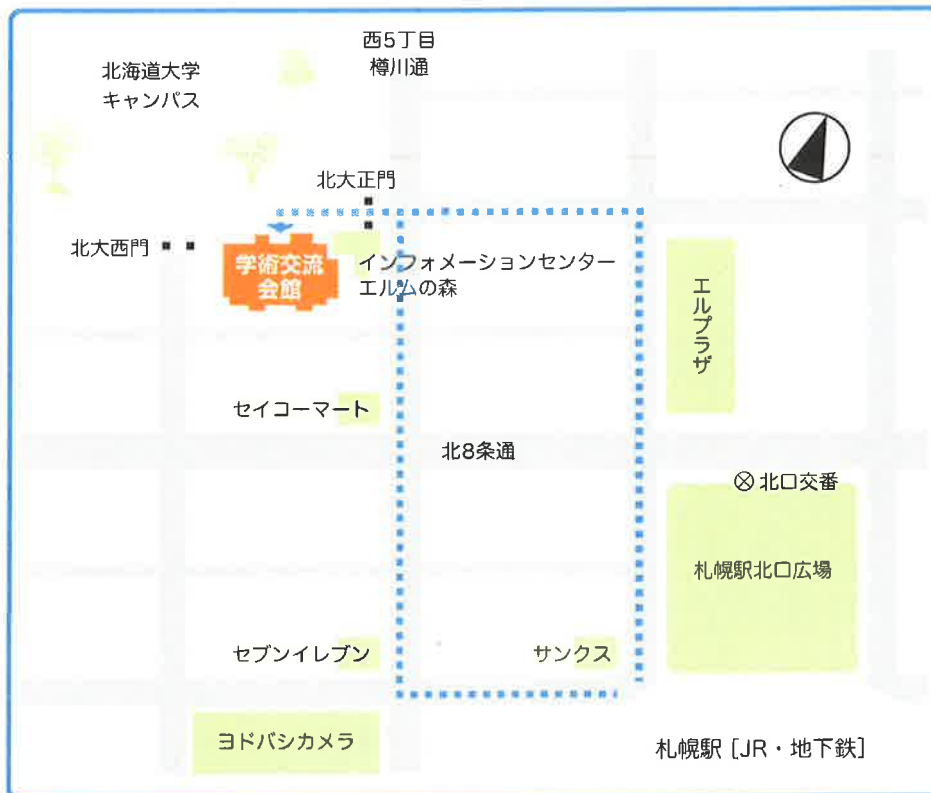 西5丁目
樽川通
北海道大学
キャンパス
北大正門
北大西門
学術交流
会館
インフォメーションセンター
エルムの森
エルプラザ
セイコーマート
北8条通
北口交番
札幌駅北口広場
セブンイレブン
サンクス
ヨドバシカメラ
札幌駅［JR・地下鉄］